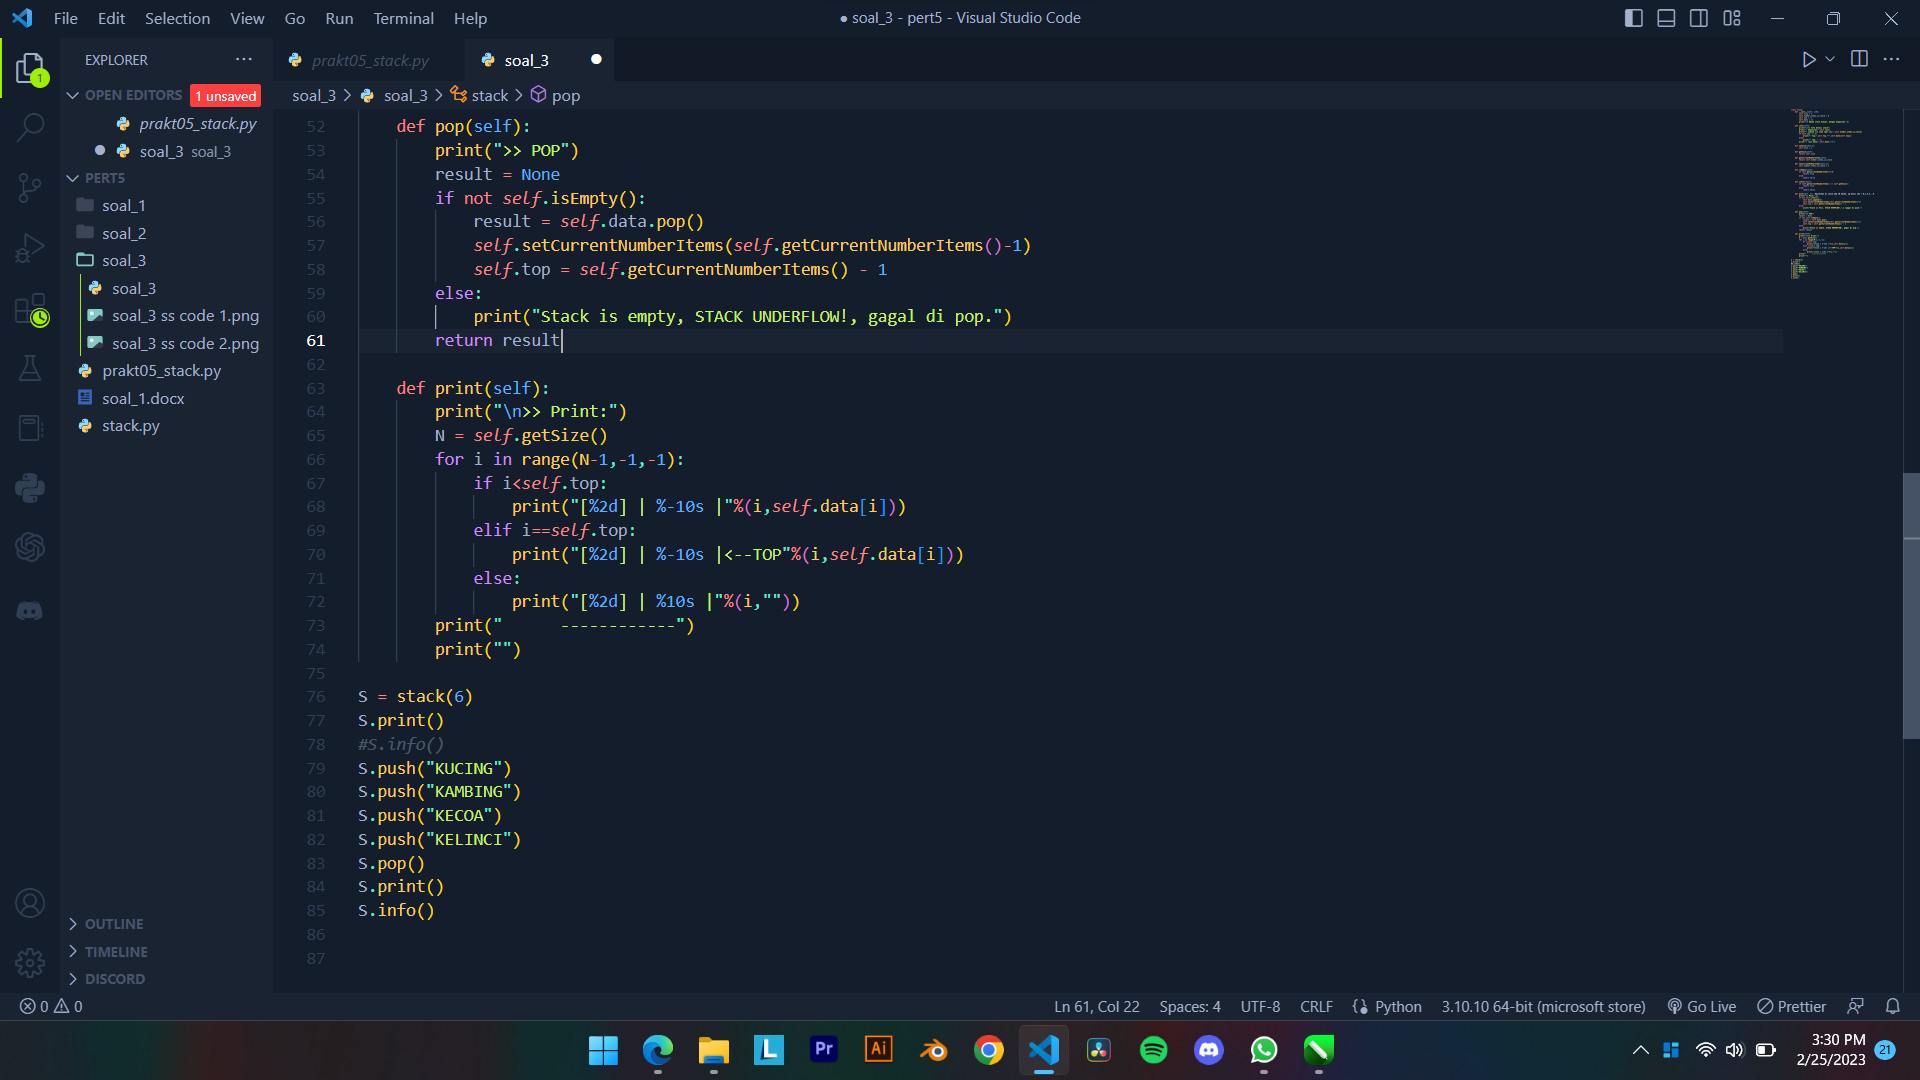 File Edit Selection View Go Run Terminal Help
● soal_3 - pert5 - Visual Studio Code
EXPLORER
OPEN EDITORS 1 unsaved
prakt05_stack.py
soal_3 soal_3
PERT5
soal_1
soal_2
soal_3
soal_3
soal_3 ss code 1.png
soal_3 ss code 2.png
prakt05_stack.py
soal_1.docx
stack.py
OUTLINE
TIMELINE
DISCORD
1
prakt05_stack.py
soal_3
soal_3 > soal_3 > stack > pop
52 def pop(self):
53 print(">> POP")
54 result = None
55 if not self.isEmpty():
56 result = self.data.pop()
57 self.setCurrentNumberItems(self.getCurrentNumberItems()-1)
58 self.top = self.getCurrentNumberItems() - 1
59 else:
60 print("Stack is empty, STACK UNDERFLOW!, gagal di pop.")
61 return result
62
63 def print(self):
64 print("\n>> Print:")
65 N = self.getSize()
66 for i in range(N-1,-1,-1):
67 if i<self.top:
68 print("[%2d] | %-10s |"%(i,self.data[i]))
69 elif i==self.top:
70 print("[%2d] | %-10s |<--TOP"%(i,self.data[i]))
71 else:
72 print("[%2d] | %10s |"%(i,""))
73 print("      ------------")
74 print("")
75
76 S = stack(6)
77 S.print()
78 #S.info()
79 S.push("KUCING")
80 S.push("KAMBING")
81 S.push("KECOA")
82 S.push("KELINCI")
83 S.pop()
84 S.print()
85 S.info()
86
87
0 0
Ln 61, Col 22 Spaces: 4 UTF-8 CRLF Python 3.10.10 64-bit (microsoft store) Go Live Prettier
L Pr Ai
3:30 PM
2/25/2023 21